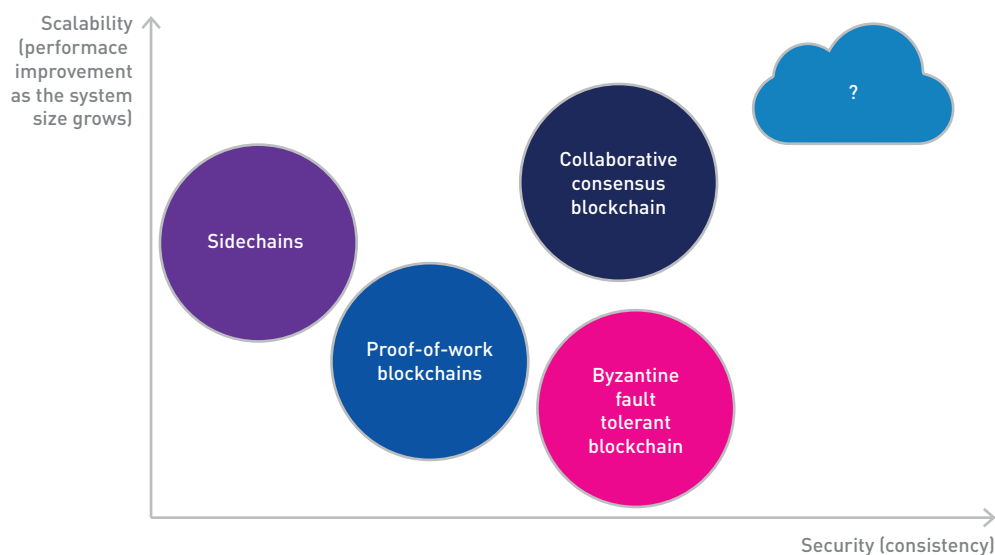 Scalability
(performace
improvement
as the system
size grows)
?
Collaborative
consensus
blockchain
Sidechains
Proof-of-work
blockchains
Byzantine
fault
tolerant
blockchain
Security (consistency)